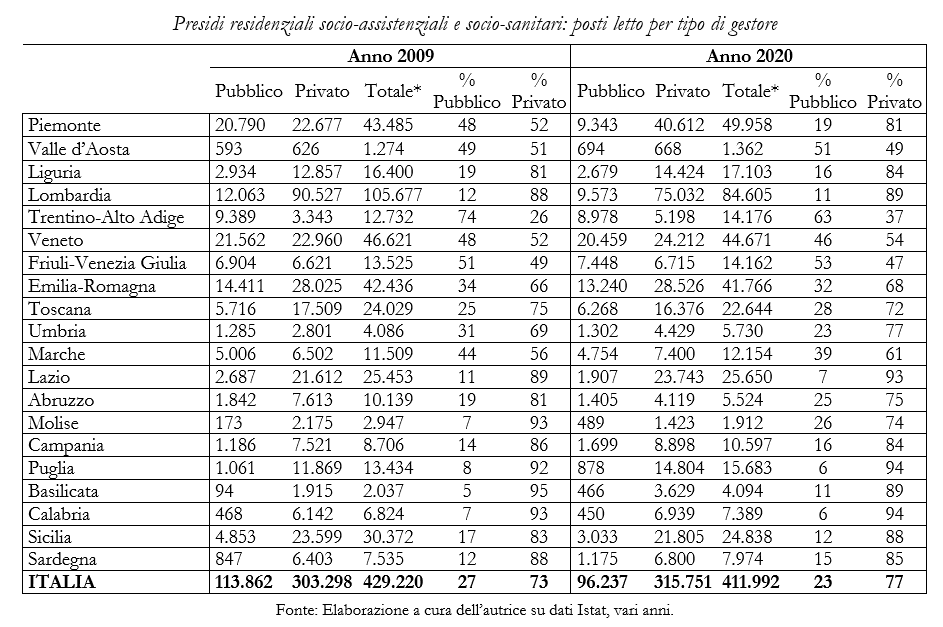 Presidi residenziali socio-assistenziali e socio-sanitari: posti letto per tipo di gestore
Anno 2009 Anno 2020
Pubblico Privato Totale* % Pubblico % Privato Pubblico Privato Totale* % Pubblico % Privato
Piemonte 20.790 22.677 43.485 48 52 9.343 40.612 49.958 19 81
Valle d’Aosta 593 626 1.274 49 51 694 668 1.362 51 49
Liguria 2.934 12.857 16.400 19 81 2.679 14.424 17.103 16 84
Lombardia 12.063 90.527 105.677 12 88 9.573 75.032 84.605 11 89
Trentino-Alto Adige 9.389 3.343 12.732 74 26 8.978 5.198 14.176 63 37
Veneto 21.562 22.960 46.621 48 52 20.459 24.212 44.671 46 54
Friuli-Venezia Giulia 6.904 6.621 13.525 51 49 7.448 6.715 14.162 53 47
Emilia-Romagna 14.411 28.025 42.436 34 66 13.240 28.526 41.766 32 68
Toscana 5.716 17.509 24.029 25 75 6.268 16.376 22.644 28 72
Umbria 1.285 2.801 4.086 31 69 1.302 4.429 5.730 23 77
Marche 5.006 6.502 11.509 44 56 4.754 7.400 12.154 39 61
Lazio 2.687 21.612 25.453 11 89 1.907 23.743 25.650 7 93
Abruzzo 1.842 7.613 10.139 19 81 1.405 4.119 5.524 25 75
Molise 173 2.175 2.947 7 93 489 1.423 1.912 26 74
Campania 1.186 7.521 8.706 14 86 1.699 8.898 10.597 16 84
Puglia 1.061 11.869 13.434 8 92 878 14.804 15.683 6 94
Basilicata 94 1.915 2.037 5 95 466 3.629 4.094 11 89
Calabria 468 6.142 6.824 7 93 450 6.939 7.389 6 94
Sicilia 4.853 23.599 30.372 17 83 3.033 21.805 24.838 12 88
Sardegna 847 6.403 7.535 12 88 1.175 6.800 7.974 15 85
ITALIA 113.862 303.298 429.220 27 73 96.237 315.751 411.992 23 77
Fonte: Elaborazione a cura dell’autrice su dati Istat, vari anni.